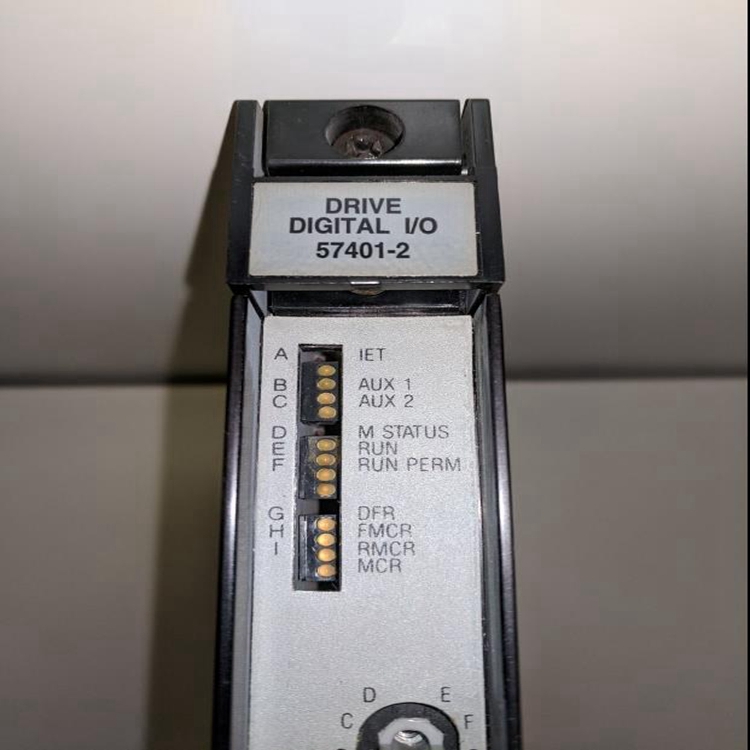 DRIVE
DIGITAL I/O
57401-2
A IET
B AUX 1
C AUX 2
D M STATUS
E RUN
F RUN PERM
G DFR
H FMCR
I RMCR
MCR
D E
C F